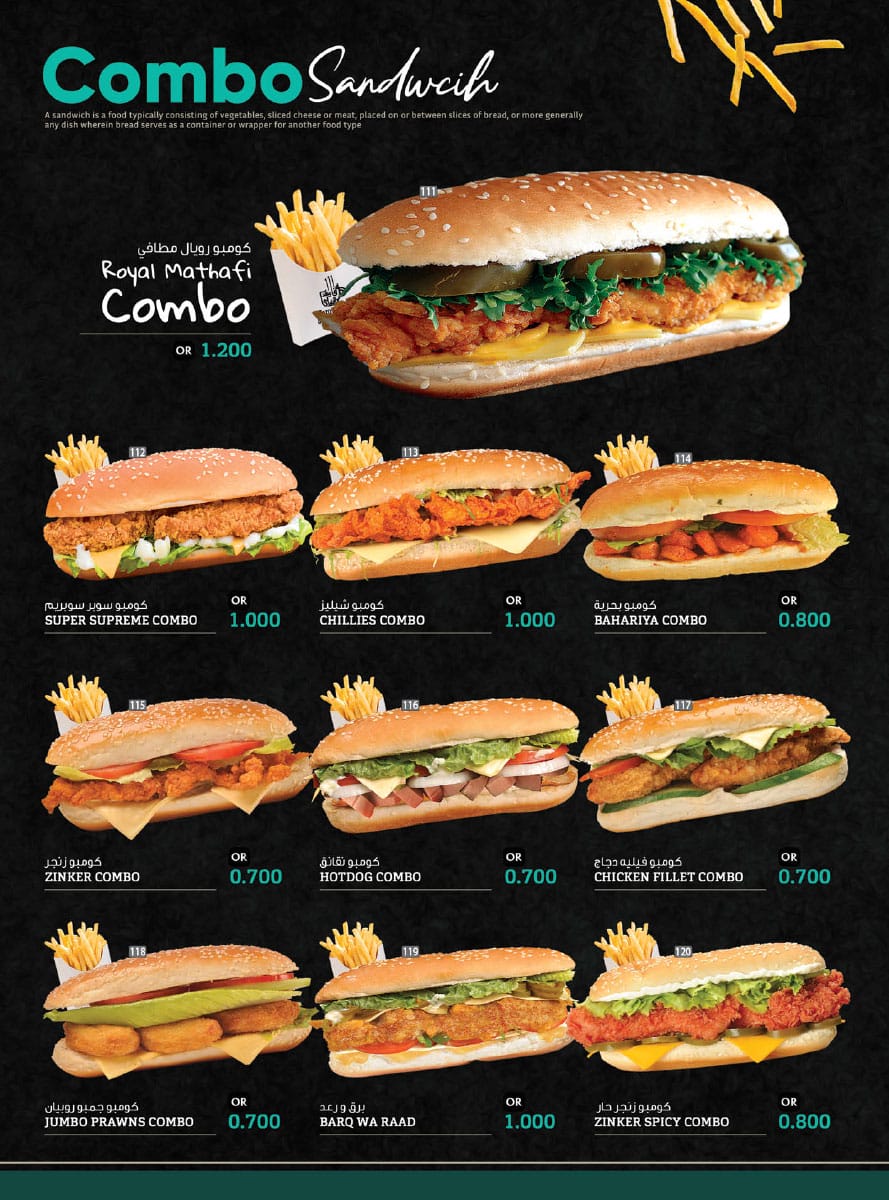 Combo Sandwcih
A sandwich is a food typically consisting of vegetables, sliced cheese or meat, placed on or between slices of bread, or more generally
any dish wherein bread serves as a container or wrapper for another food type
111
كومبو رويال مطافي
Royal Mathafi
Combo
OR 1.200
112
113
114
كومبو سوبر سوبريم
SUPER SUPREME COMBO
OR
1.000
كومبو شيليز
CHILLIES COMBO
OR
1.000
كومبو بحرية
BAHARIYA COMBO
OR
0.800
115
116
117
كومبو زنجر
ZINKER COMBO
OR
0.700
كومبو نقانق
HOTDOG COMBO
OR
0.700
كومبو فيليه دجاج
CHICKEN FILLET COMBO
OR
0.700
118
119
120
كومبو جمبو روبيان
JUMBO PRAWNS COMBO
OR
0.700
برق و رعد
BARQ WA RAAD
OR
1.000
كومبو زنجر حار
ZINKER SPICY COMBO
OR
0.800